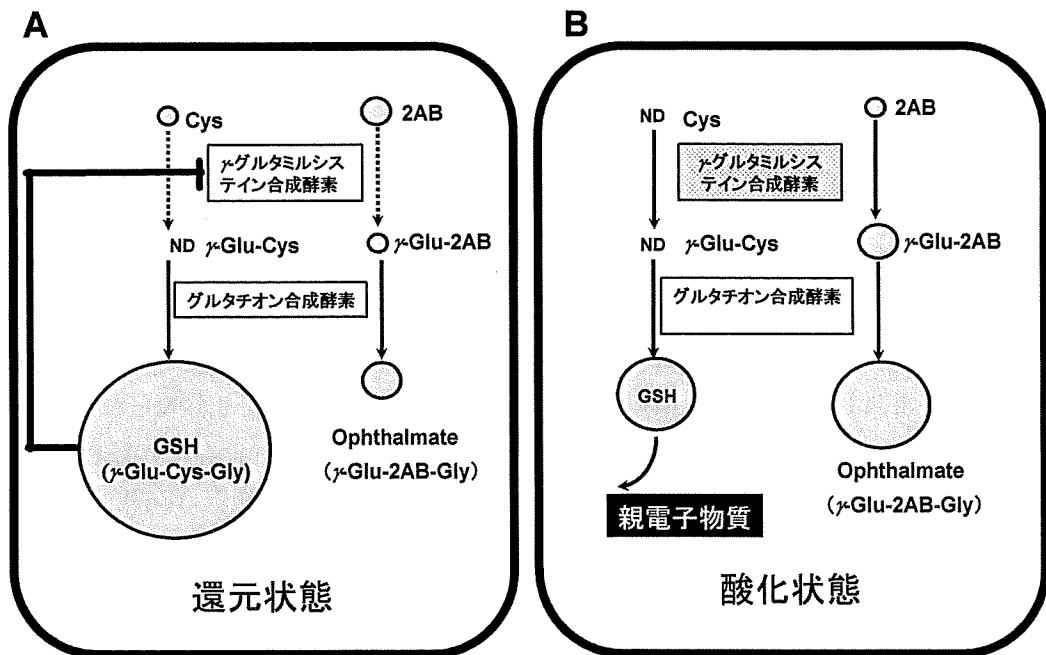 A
Cys
2AB
γグルタミルシス
テイン合成酵素
ND γ-Glu-Cys
γ-Glu-2AB
グルタチオン合成酵素
GSH
(γ-Glu-Cys-Gly)
Ophthalmate
(γ-Glu-2AB-Gly)
還元状態
B
ND Cys
2AB
γグルタミルシス
テイン合成酵素
ND γ-Glu-Cys
γ-Glu-2AB
グルタチオン合成酵素
GSH
Ophthalmate
(γ-Glu-2AB-Gly)
親電子物質
酸化状態